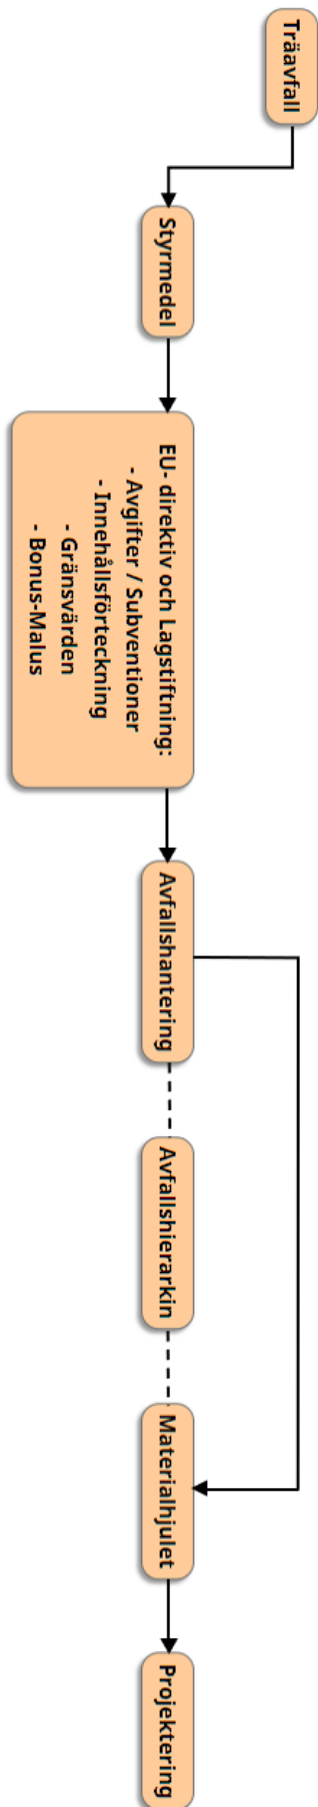 Träavfall
Styrmedel
EU- direktiv och Lagstiftning:
- Avgifter / Subventioner
- Innehållsförteckning
- Gränsvärden
- Bonus-Malus
Avfallshantering
Avfallshierarkin
Materialhjulet
Projektering